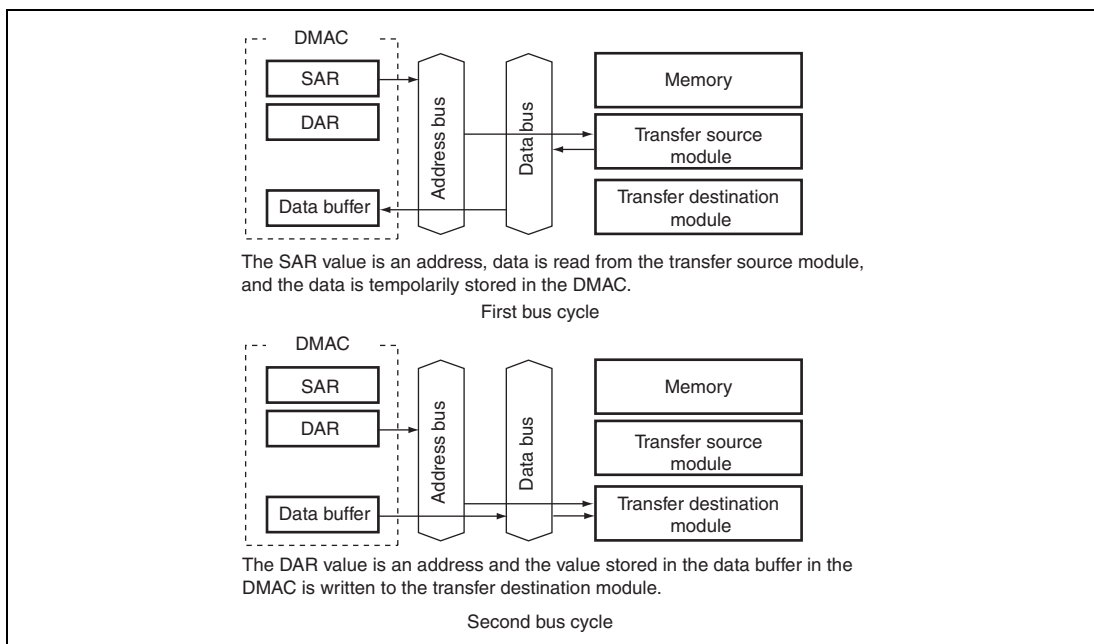 DMAC
SAR
DAR
Data buffer
Address bus
Data bus
Memory
Transfer source
module
Transfer destination
module
The SAR value is an address, data is read from the transfer source module,
and the data is tempolarily stored in the DMAC.
First bus cycle
DMAC
SAR
DAR
Data buffer
Address bus
Data bus
Memory
Transfer source
module
Transfer destination
module
The DAR value is an address and the value stored in the data buffer in the
DMAC is written to the transfer destination module.
Second bus cycle